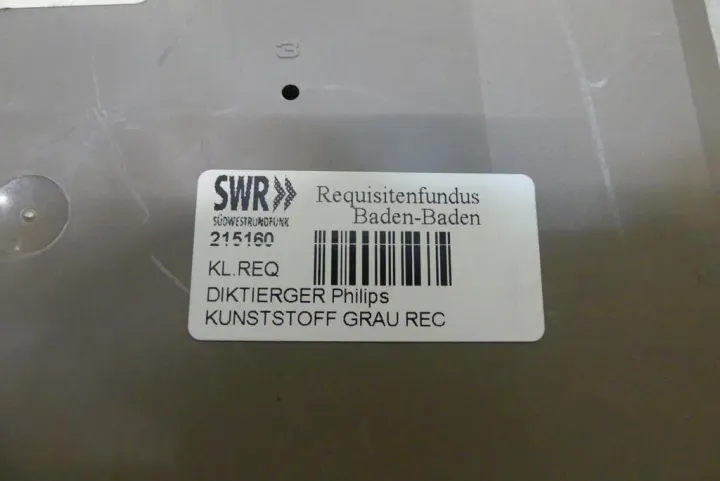 3
SWR
SÜDWESTRUNDFUNK
Requisitenfundus
Baden-Baden
215160
KL.REQ
DIKTIERGER Philips
KUNSTSTOFF GRAU REC